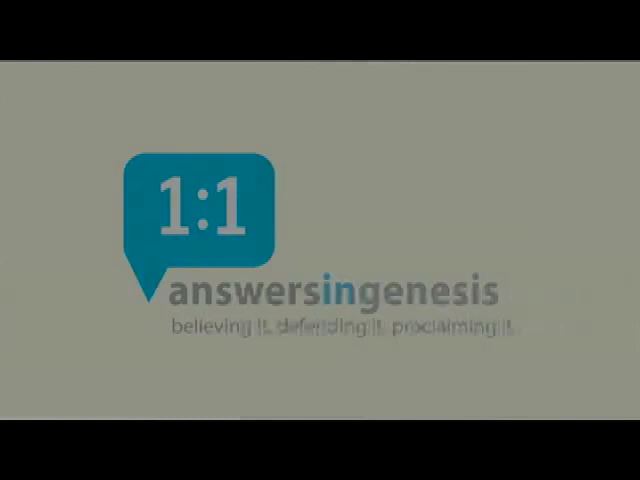 1:1
answersingenesis
believing it. defending it. proclaiming it.